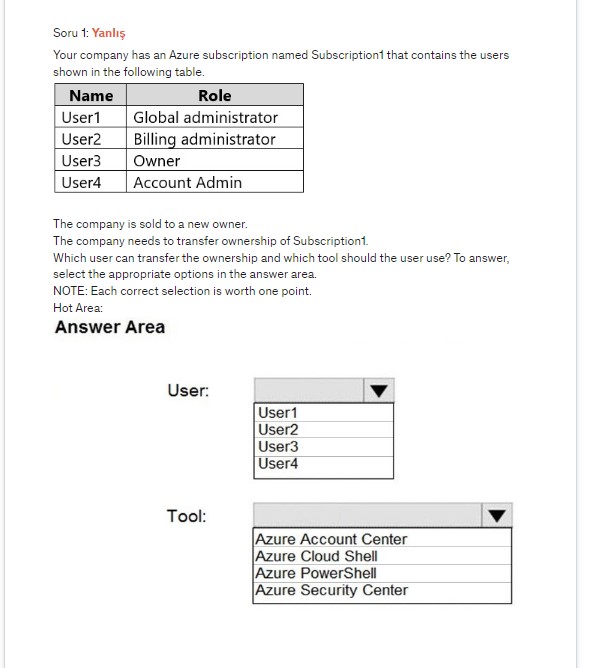 Soru 1: Yanlış
Your company has an Azure subscription named Subscription1 that contains the users
shown in the following table.
Name Role
User1 Global administrator
User2 Billing administrator
User3 Owner
User4 Account Admin
The company is sold to a new owner.
The company needs to transfer ownership of Subscription1.
Which user can transfer the ownership and which tool should the user use? To answer,
select the appropriate options in the answer area.
NOTE: Each correct selection is worth one point.
Hot Area:
Answer Area
User:
User1
User2
User3
User4
Tool:
Azure Account Center
Azure Cloud Shell
Azure PowerShell
Azure Security Center